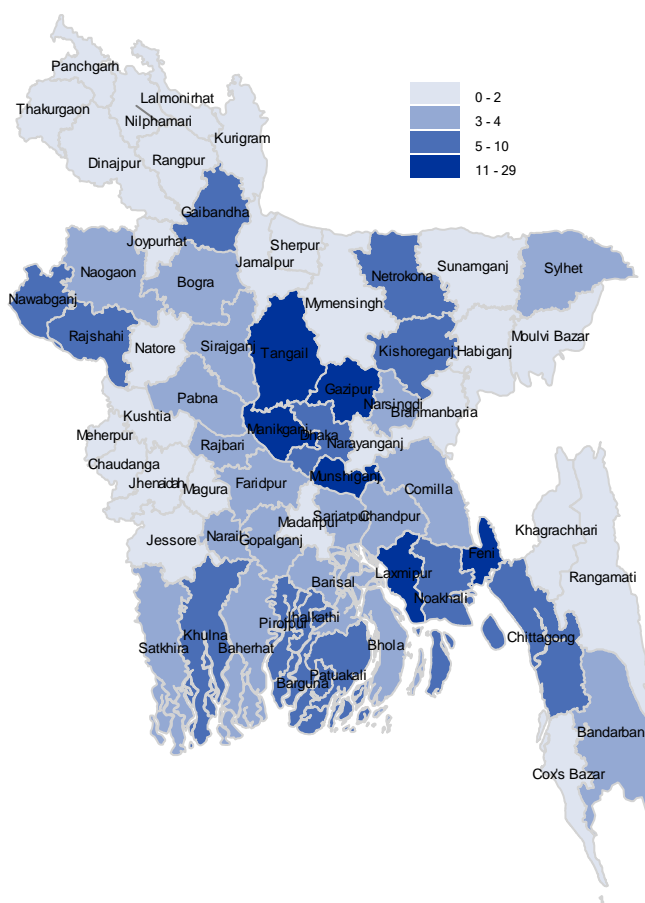 Panchgarh
Lalmonirhat
Thakurgaon
Nilphamari
Kurigram
Dinajpur
Rangpur
Gaibandha
Joypurhat
Sherpur
Jamalpur
Naogaon
Bogra
Netrokona
Sunamganj
Sylhet
Nawabganj
Mymensingh
Rajshahi
Natore
Sirajganj
Tangail
Kishoreganj
Habiganj
Moulvi Bazar
Gazipur
Pabna
Narsingdi
Brahmanbaria
Kushtia
Meherpur
Manikganj
Dhaka
Rajbari
Narayanganj
Chaudanga
Jhenaidah
Magura
Faridpur
Munshiganj
Comilla
Madaripur
Sariatpur
Chandpur
Khagrachhari
Jessore
Narail
Gopalganj
Feni
Laxmipur
Rangamati
Barisal
Noakhali
Jhalkathi
Pirojpur
Khulna
Chittagong
Satkhira
Baherhat
Bhola
Patuakali
Barguna
Bandarban
Cox's Bazar
0 - 2
3 - 4
5 - 10
11 - 29